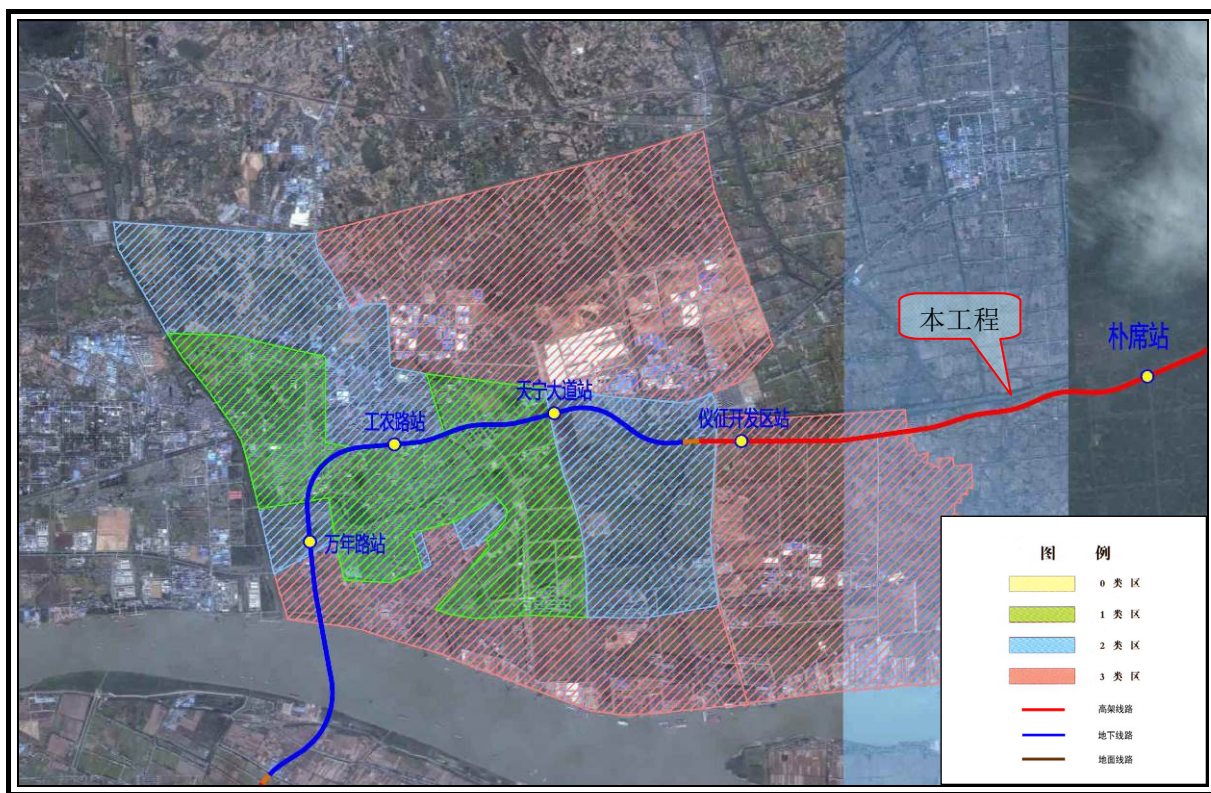 本工程
朴席站
天宁大道站
工农路站
仪征开发区站
万年路站
图 例
0 类 区
1 类 区
2 类 区
3 类 区
高架线路
地下线路
地面线路